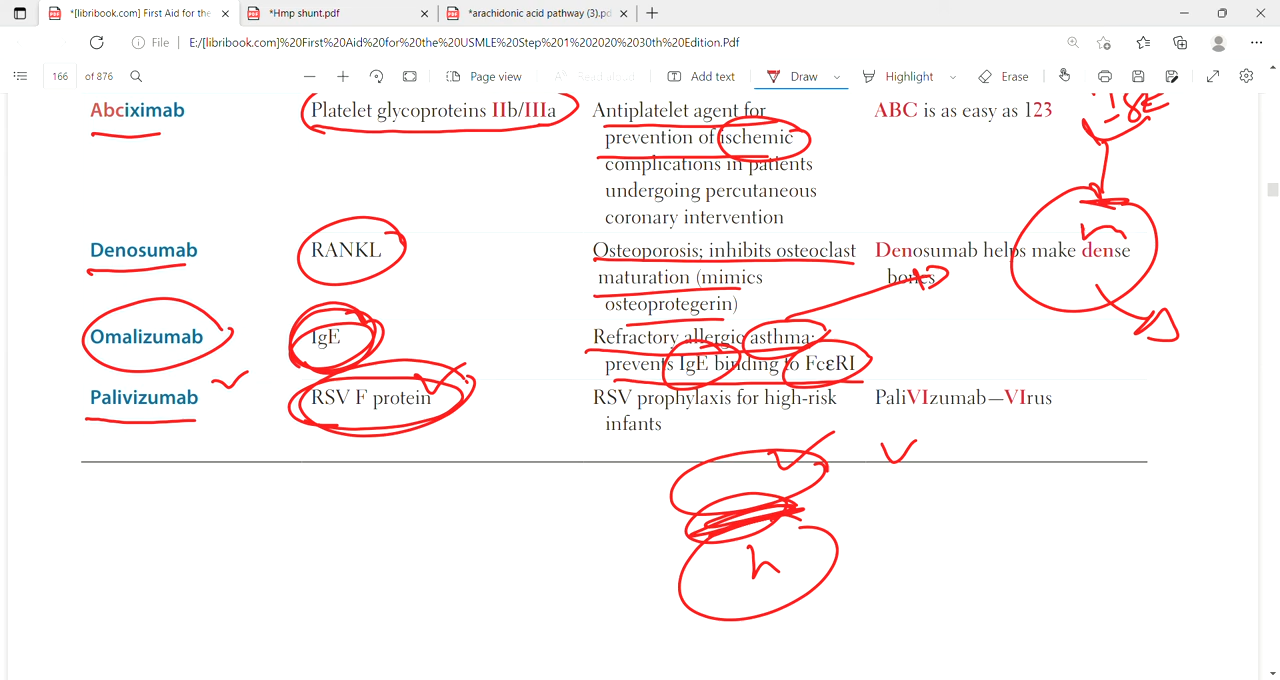 [libribook.com] First Aid for the
*Hmp shunt.pdf
*arachidonic acid pathway (3).pd
File
E:/[libribook.com]%20First%20Aid%20for%20the%20USMLE%20Step%201%202020%2030th%20Edition.Pdf
166 of 876
Page view
Read aloud
Add text
Draw
Highlight
Erase
Abciximab
Platelet glycoproteins IIb/IIIa
Antiplatelet agent for
prevention of ischemic
complications in patients
undergoing percutaneous
coronary intervention
ABC is as easy as 123
IgE
Denosumab
RANKL
Osteoporosis; inhibits osteoclast
maturation (mimics
osteoprotegerin)
Denosumab helps make dense
bones
Omalizumab
IgE
Refractory allergic asthma;
prevents IgE binding to FcεRI
Palivizumab
RSV F protein
RSV prophylaxis for high-risk
infants
PaliVIzumab—VIrus
h